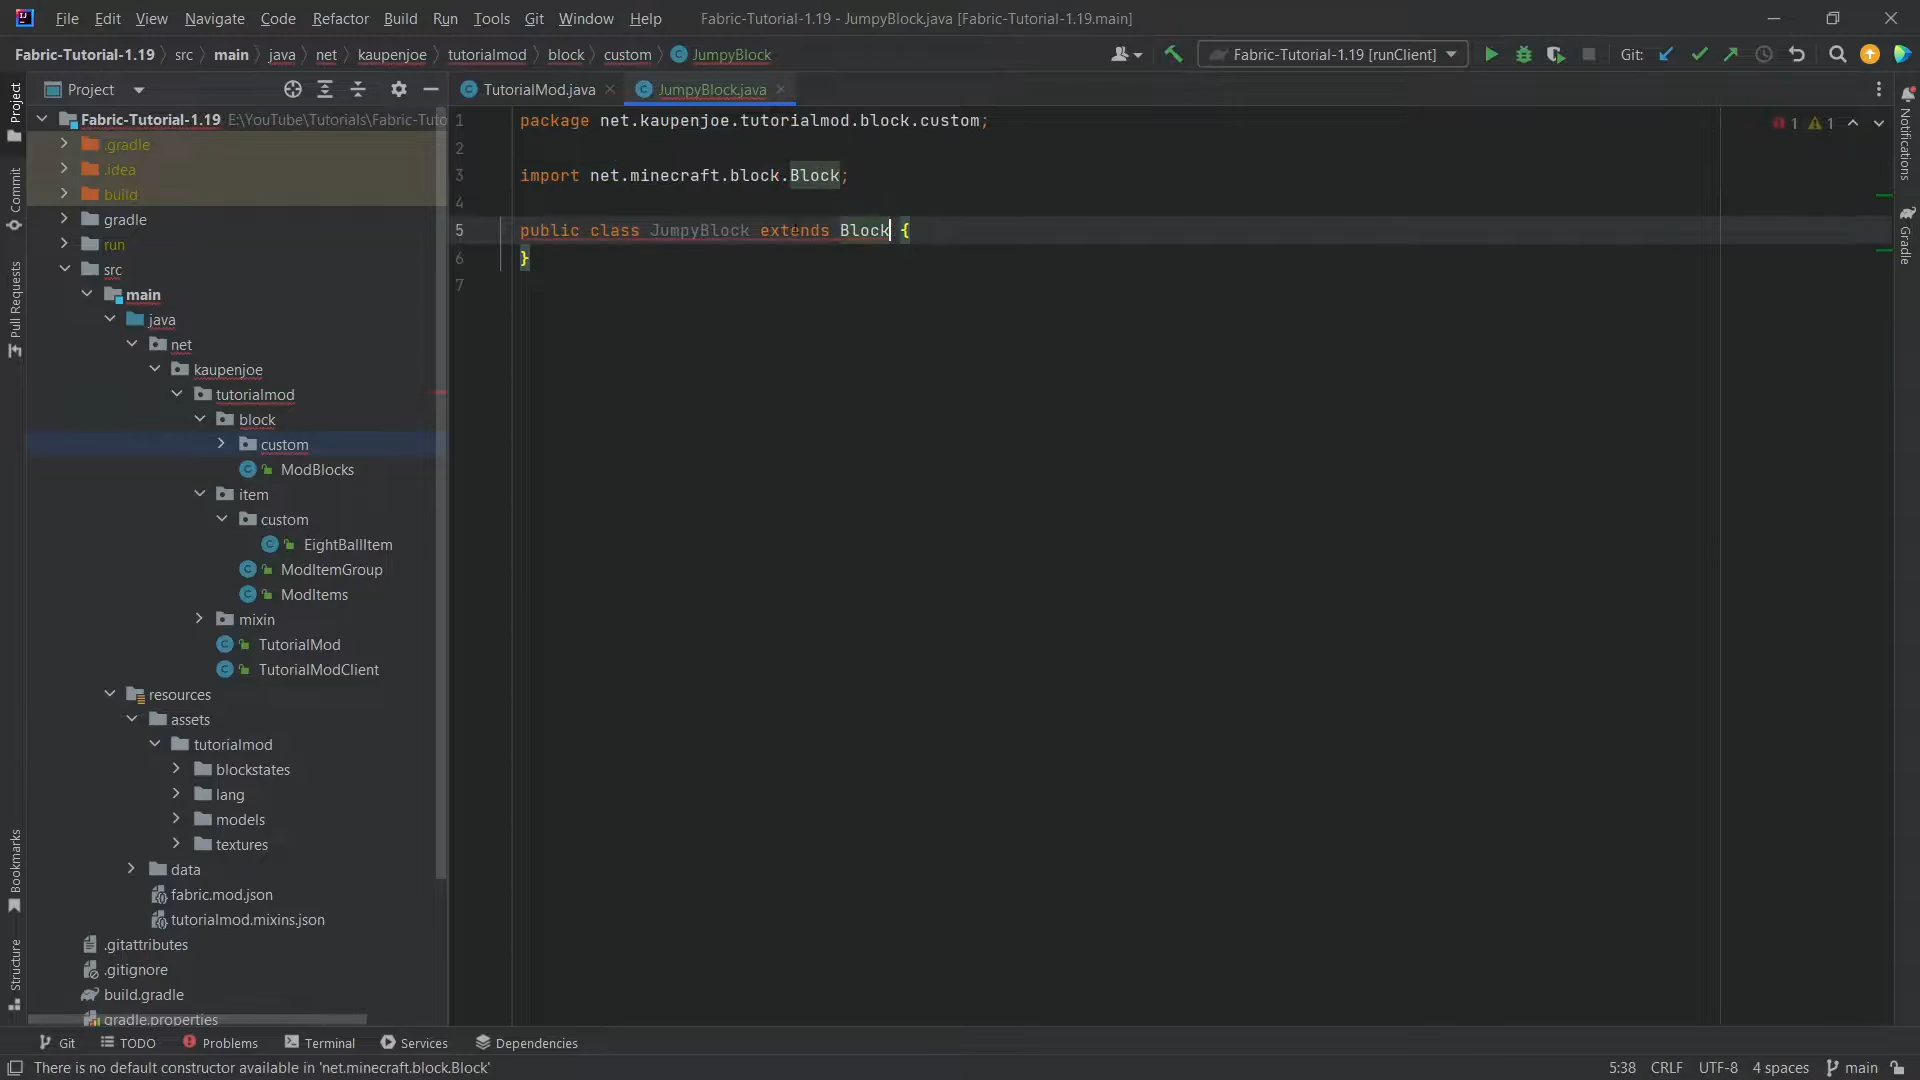 File Edit View Navigate Code Refactor Build Run Tools Git Window Help Fabric-Tutorial-1.19 - JumpyBlock.java [Fabric-Tutorial-1.19.main]
Fabric-Tutorial-1.19 src main java net kaupenjoe tutorialmod block custom JumpyBlock Fabric-Tutorial-1.19 [runClient] Git:
Project
TutorialMod.java JumpyBlock.java
Fabric-Tutorial-1.19 E:\YouTube\Tutorials\Fabric-Tuto
.gradle
.idea
build
gradle
run
src
main
java
net
kaupenjoe
tutorialmod
block
custom
ModBlocks
item
custom
EightBallItem
ModItemGroup
ModItems
mixin
TutorialMod
TutorialModClient
resources
assets
tutorialmod
blockstates
lang
models
textures
data
fabric.mod.json
tutorialmod.mixins.json
.gitattributes
.gitignore
build.gradle
gradle.properties
1 package net.kaupenjoe.tutorialmod.block.custom;
2
3 import net.minecraft.block.Block;
4
5 public class JumpyBlock extends Block {
6 }
7
1 1
Project
Commit
Pull Requests
Bookmarks
Structure
Notifications
Gradle
Git TODO Problems Terminal Services Dependencies
There is no default constructor available in 'net.minecraft.block.Block' 5:38 CRLF UTF-8 4 spaces main